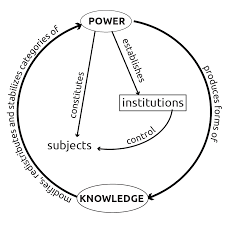 POWER
establishes
constitutes
institutions
produces forms of
modifies, redistributes and stabilizes categories of
subjects
control
KNOWLEDGE